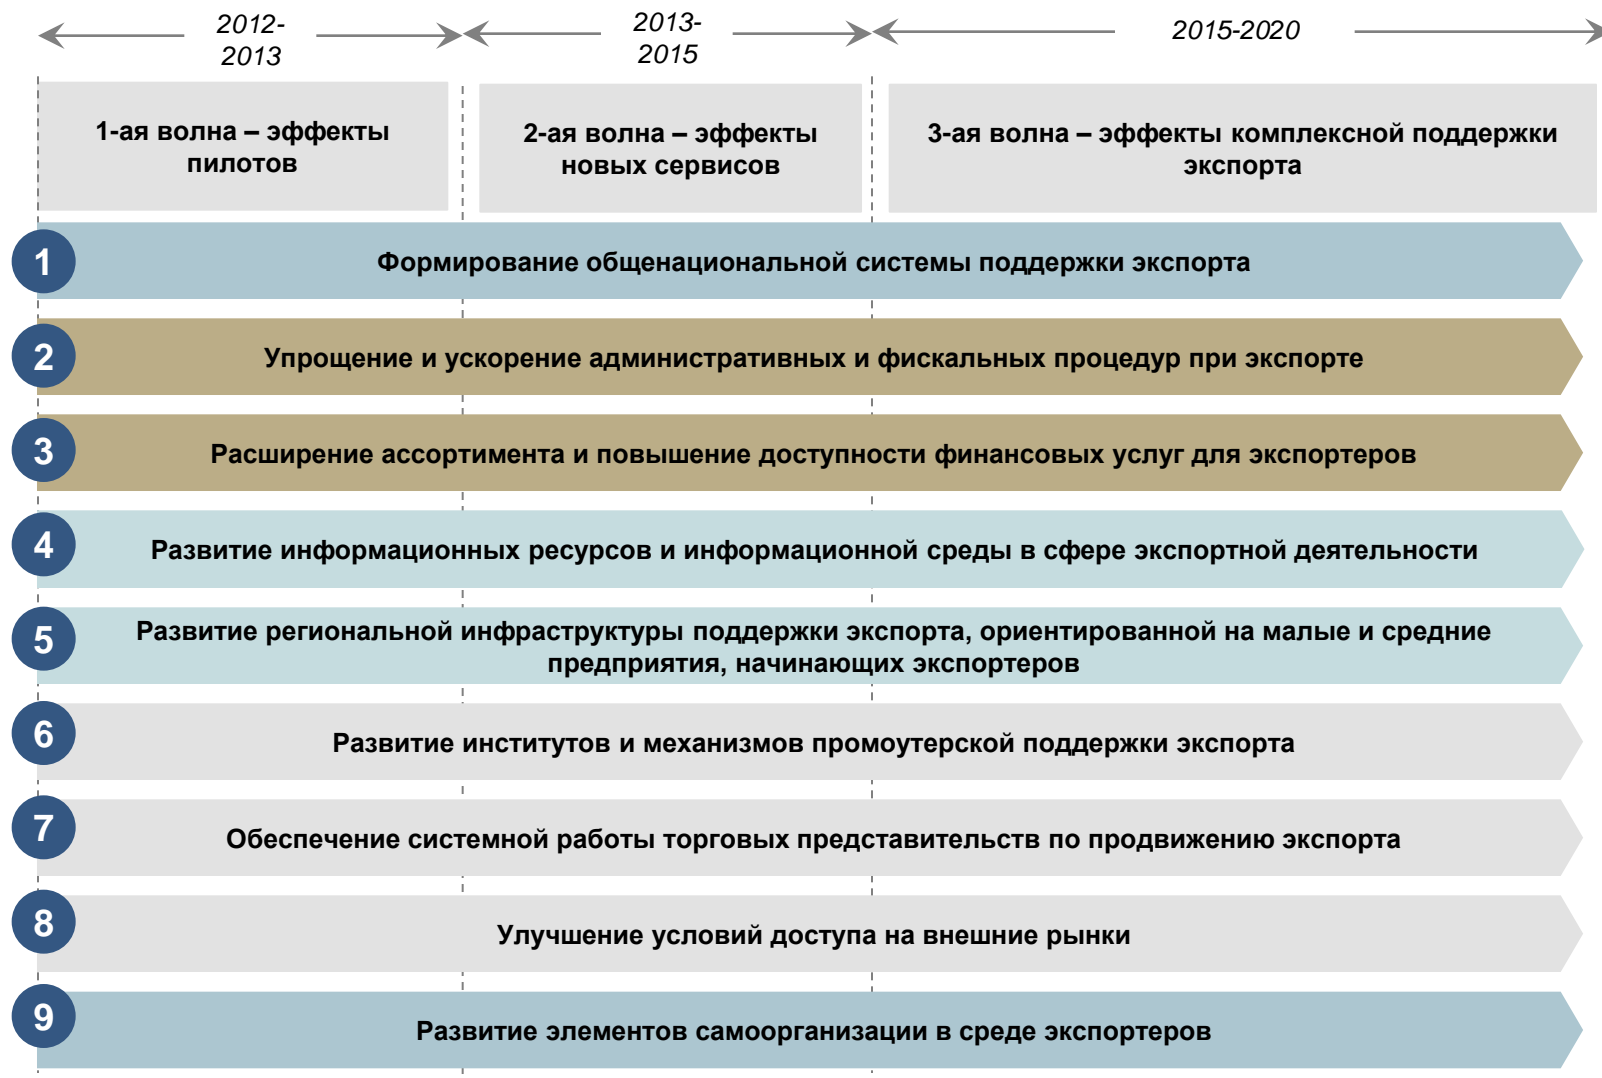 2012-
2013
2013-
2015
2015-2020
1-ая волна – эффекты
пилотов
2-ая волна – эффекты
новых сервисов
3-ая волна – эффекты комплексной поддержки
экспорта
1
Формирование общенациональной системы поддержки экспорта
2
Упрощение и ускорение административных и фискальных процедур при экспорте
3
Расширение ассортимента и повышение доступности финансовых услуг для экспортеров
4
Развитие информационных ресурсов и информационной среды в сфере экспортной деятельности
5
Развитие региональной инфраструктуры поддержки экспорта, ориентированной на малые и средние
предприятия, начинающих экспортеров
6
Развитие институтов и механизмов промоутерской поддержки экспорта
7
Обеспечение системной работы торговых представительств по продвижению экспорта
8
Улучшение условий доступа на внешние рынки
9
Развитие элементов самоорганизации в среде экспортеров